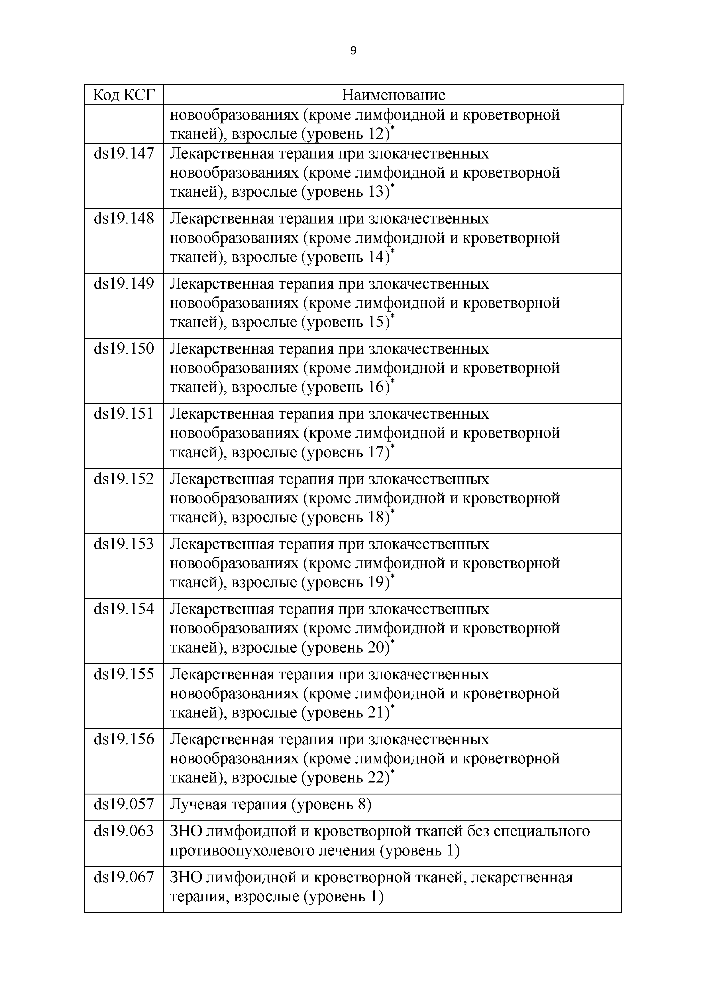 9
Код КСГ Наименование
новообразованиях (кроме лимфоидной и кроветворной
тканей), взрослые (уровень 12)*
ds19.147 Лекарственная терапия при злокачественных
новообразованиях (кроме лимфоидной и кроветворной
тканей), взрослые (уровень 13)*
ds19.148 Лекарственная терапия при злокачественных
новообразованиях (кроме лимфоидной и кроветворной
тканей), взрослые (уровень 14)*
ds19.149 Лекарственная терапия при злокачественных
новообразованиях (кроме лимфоидной и кроветворной
тканей), взрослые (уровень 15)*
ds19.150 Лекарственная терапия при злокачественных
новообразованиях (кроме лимфоидной и кроветворной
тканей), взрослые (уровень 16)*
ds19.151 Лекарственная терапия при злокачественных
новообразованиях (кроме лимфоидной и кроветворной
тканей), взрослые (уровень 17)*
ds19.152 Лекарственная терапия при злокачественных
новообразованиях (кроме лимфоидной и кроветворной
тканей), взрослые (уровень 18)*
ds19.153 Лекарственная терапия при злокачественных
новообразованиях (кроме лимфоидной и кроветворной
тканей), взрослые (уровень 19)*
ds19.154 Лекарственная терапия при злокачественных
новообразованиях (кроме лимфоидной и кроветворной
тканей), взрослые (уровень 20)*
ds19.155 Лекарственная терапия при злокачественных
новообразованиях (кроме лимфоидной и кроветворной
тканей), взрослые (уровень 21)*
ds19.156 Лекарственная терапия при злокачественных
новообразованиях (кроме лимфоидной и кроветворной
тканей), взрослые (уровень 22)*
ds19.057 Лучевая терапия (уровень 8)
ds19.063 ЗНО лимфоидной и кроветворной тканей без специального
противоопухолевого лечения (уровень 1)
ds19.067 ЗНО лимфоидной и кроветворной тканей, лекарственная
терапия, взрослые (уровень 1)